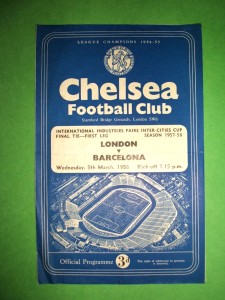 LEAGUE CHAMPIONS 1954-55
Chelsea
Football Club
Stamford Bridge Grounds, London SW6
INTERNATIONAL INDUSTRIES FAIRS INTER-CITIES CUP
FINAL TIE—FIRST LEG SEASON 1957-58
LONDON
v
BARCELONA
Wednesday, 5th March, 1958 Kick-off 7.15 p.m.
Official Programme 3d